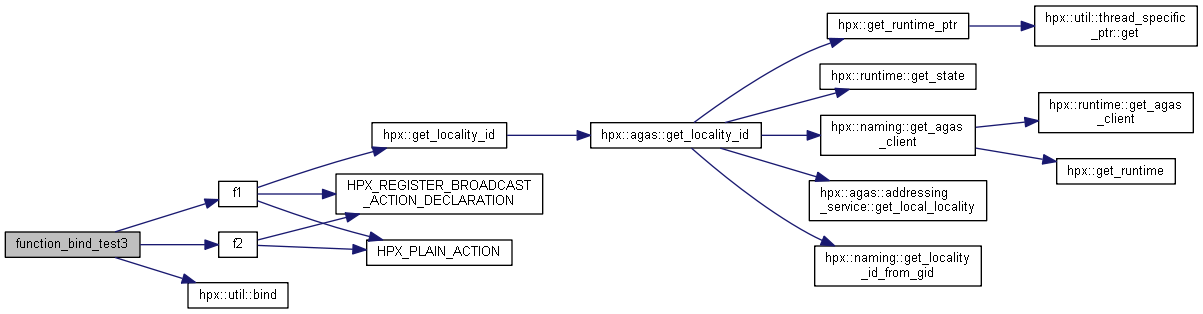 function_bind_test3
f1
f2
hpx::util::bind
hpx::get_locality_id
HPX_REGISTER_BROADCAST
_ACTION_DECLARATION
HPX_PLAIN_ACTION
hpx::agas::get_locality_id
hpx::get_runtime_ptr
hpx::runtime::get_state
hpx::naming::get_agas
_client
hpx::agas::addressing
_service::get_local_locality
hpx::naming::get_locality
_id_from_gid
hpx::util::thread_specific
_ptr::get
hpx::runtime::get_agas
_client
hpx::get_runtime